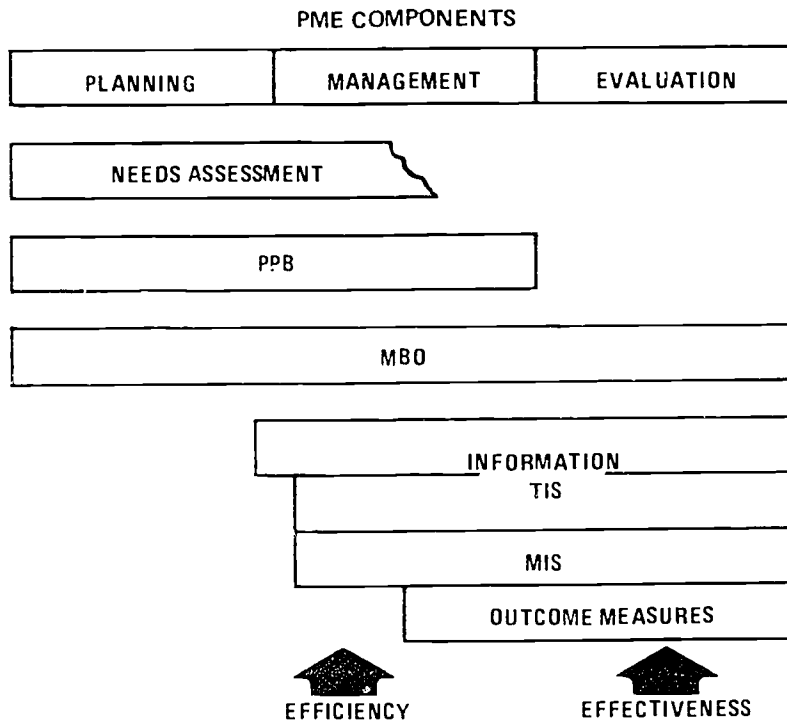 PME COMPONENTS
PLANNING MANAGEMENT EVALUATION
NEEDS ASSESSMENT
PPB
MBO
INFORMATION
TIS
MIS
OUTCOME MEASURES
EFFICIENCY EFFECTIVENESS